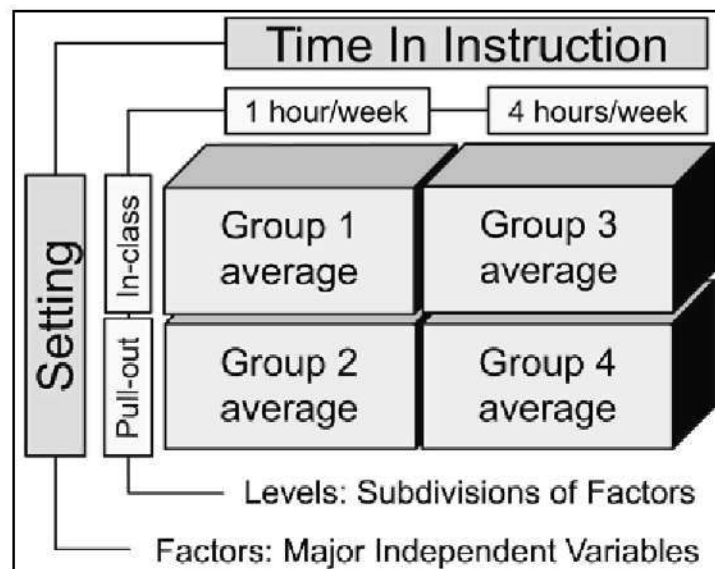 Time In Instruction
1 hour/week
4 hours/week
Setting
In-class
Pull-out
Group 1
average
Group 3
average
Group 2
average
Group 4
average
Levels: Subdivisions of Factors
Factors: Major Independent Variables